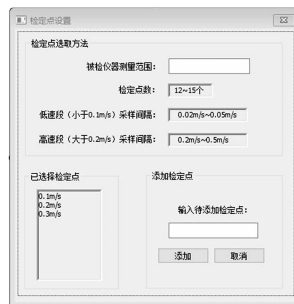 检定点设置
检定点选取方法
被检仪器测量范围:
检定点数: 12~15个
低速段（小于0.1m/s）采样间隔: 0.02m/s~0.05m/s
高速段（大于0.2m/s）采样间隔: 0.2m/s~0.5m/s
已选择检定点
0.1m/s
0.2m/s
0.3m/s
添加检定点
输入待添加检定点:
添加 取消